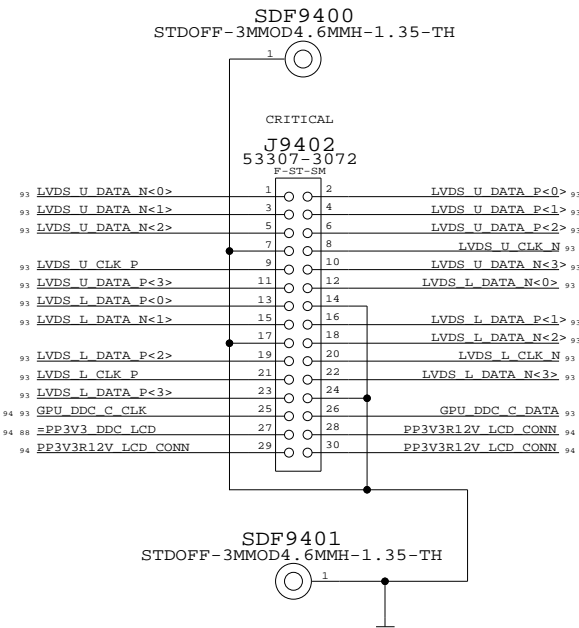 SDF9400
STDOFF-3MMOD4.6MMH-1.35-TH
1
CRITICAL
J9402
53307-3072
F-ST-SM
93 LVDS_U_DATA_N<0> 1 2 LVDS_U_DATA_P<0> 93
93 LVDS_U_DATA_N<1> 3 4 LVDS_U_DATA_P<1> 93
93 LVDS_U_DATA_N<2> 5 6 LVDS_U_DATA_P<2> 93
7 8 LVDS_U_CLK_N 93
93 LVDS_U_CLK_P 9 10 LVDS_U_DATA_N<3> 93
93 LVDS_U_DATA_P<3> 11 12 LVDS_L_DATA_N<0> 93
93 LVDS_L_DATA_P<0> 13 14
93 LVDS_L_DATA_N<1> 15 16 LVDS_L_DATA_P<1> 93
17 18 LVDS_L_DATA_N<2> 93
93 LVDS_L_DATA_P<2> 19 20 LVDS_L_CLK_N 93
93 LVDS_L_CLK_P 21 22 LVDS_L_DATA_N<3> 93
93 LVDS_L_DATA_P<3> 23 24
94 93 GPU_DDC_C_CLK 25 26 GPU_DDC_C_DATA 93
94 88 =PP3V3_DDC_LCD 27 28 PP3V3R12V_LCD_CONN 94
94 PP3V3R12V_LCD_CONN 29 30 PP3V3R12V_LCD_CONN 94
SDF9401
STDOFF-3MMOD4.6MMH-1.35-TH
1